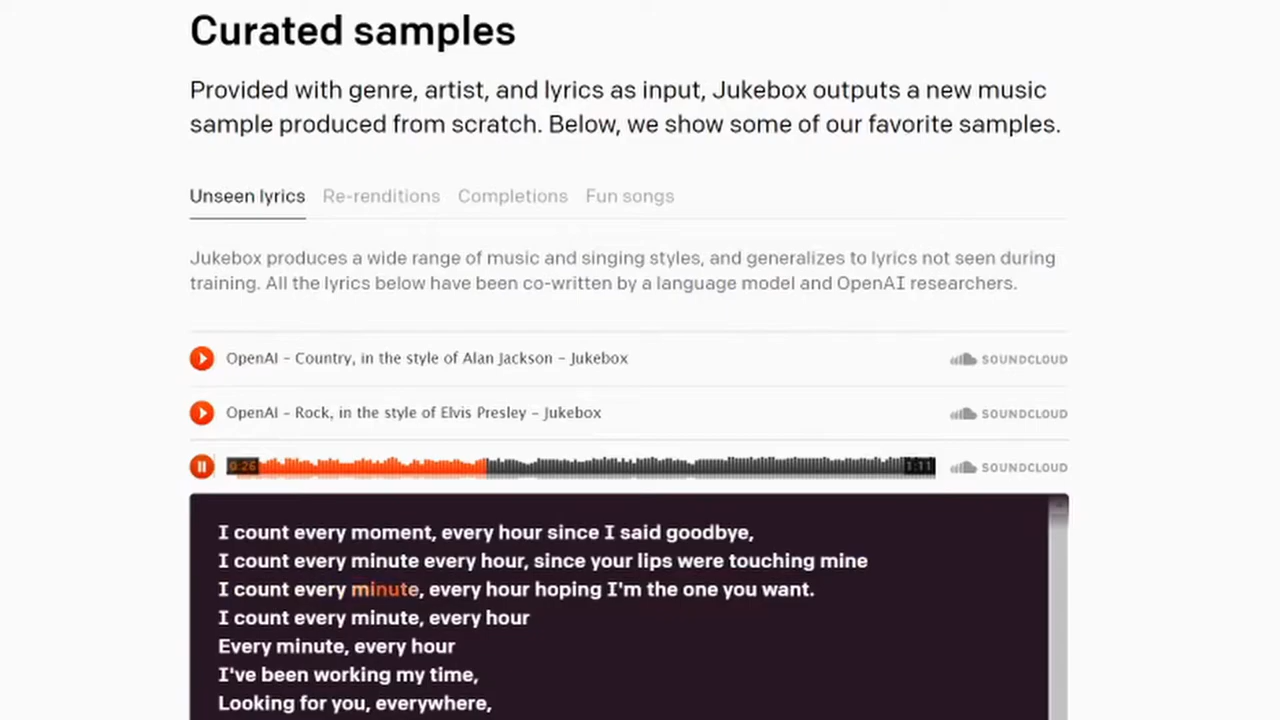 Curated samples
Provided with genre, artist, and lyrics as input, Jukebox outputs a new music
sample produced from scratch. Below, we show some of our favorite samples.
Unseen lyrics Re-renditions Completions Fun songs
Jukebox produces a wide range of music and singing styles, and generalizes to lyrics not seen during
training. All the lyrics below have been co-written by a language model and OpenAI researchers.
OpenAI - Country, in the style of Alan Jackson - Jukebox SOUNDCLOUD
OpenAI - Rock, in the style of Elvis Presley - Jukebox SOUNDCLOUD
0:26 1:11 SOUNDCLOUD
I count every moment, every hour since I said goodbye,
I count every minute every hour, since your lips were touching mine
I count every minute, every hour hoping I'm the one you want.
I count every minute, every hour
Every minute, every hour
I've been working my time,
Looking for you, everywhere,